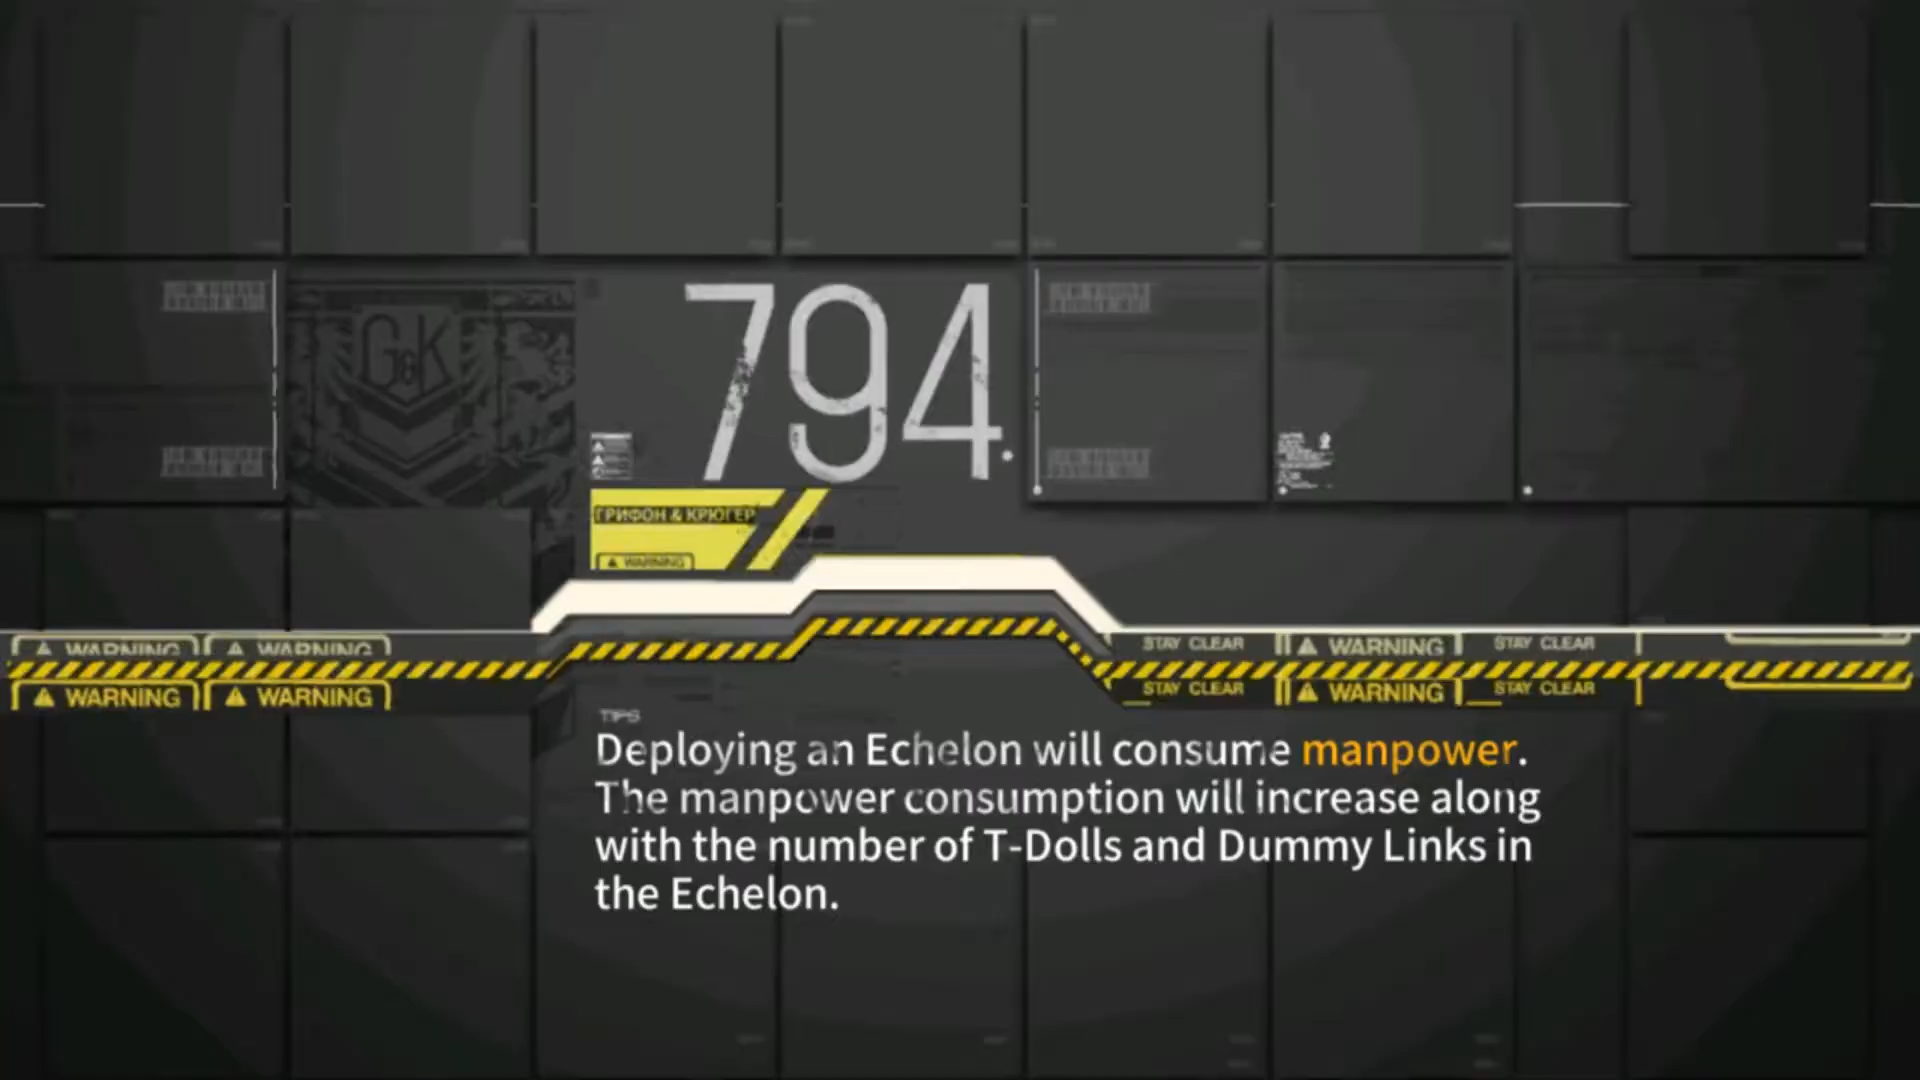 G&K
794.
ГРИФОН & КРЮГЕР
WARNING
WARNING WARNING STAY CLEAR WARNING STAY CLEAR
WARNING WARNING STAY CLEAR WARNING STAY CLEAR
TIPS
Deploying an Echelon will consume manpower.
The manpower consumption will increase along
with the number of T-Dolls and Dummy Links in
the Echelon.